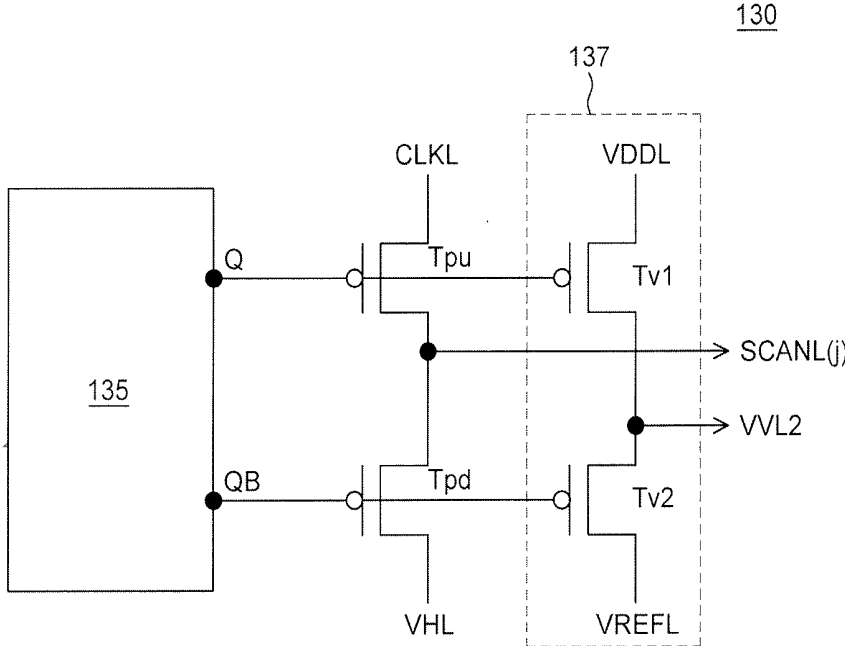 130
137
CLKL
VDDL
Q
Tpu
Tv1
SCANL(j)
135
VVL2
QB
Tpd
Tv2
VHL
VREFL